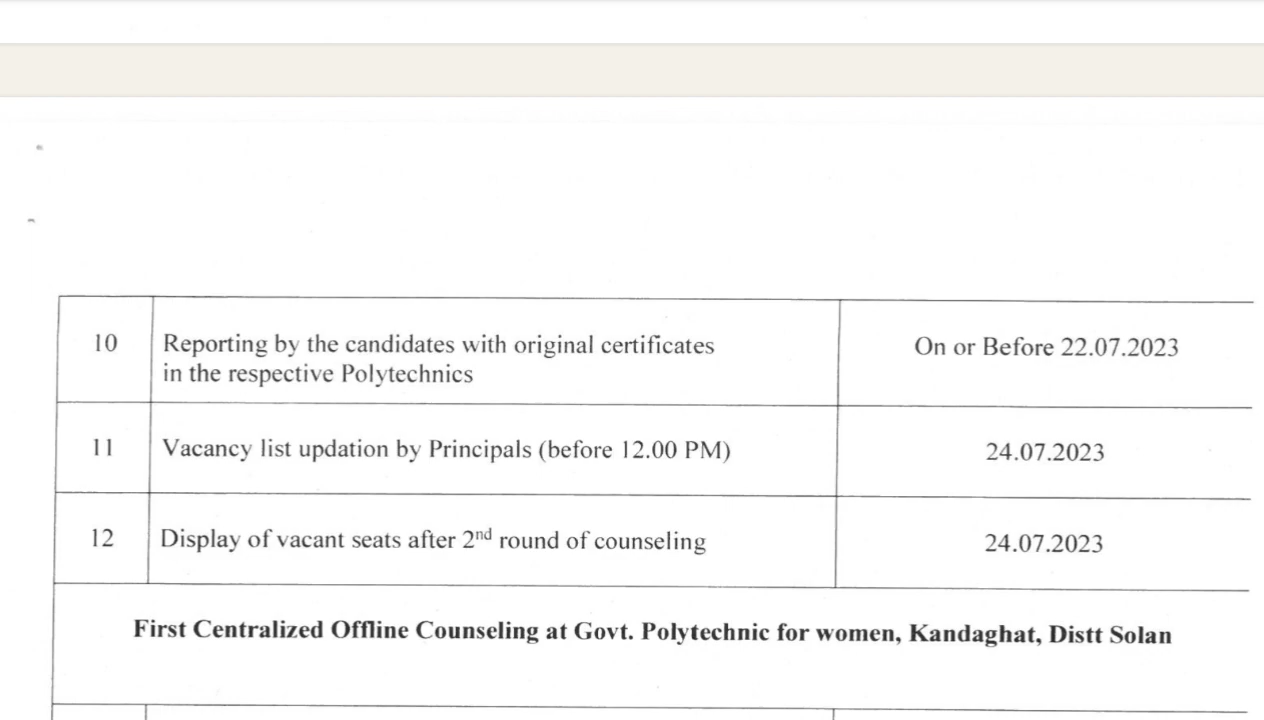 10 Reporting by the candidates with original certificates On or Before 22.07.2023
in the respective Polytechnics
11 Vacancy list updation by Principals (before 12.00 PM) 24.07.2023
12 Display of vacant seats after 2nd round of counseling 24.07.2023
First Centralized Offline Counseling at Govt. Polytechnic for women, Kandaghat, Distt Solan